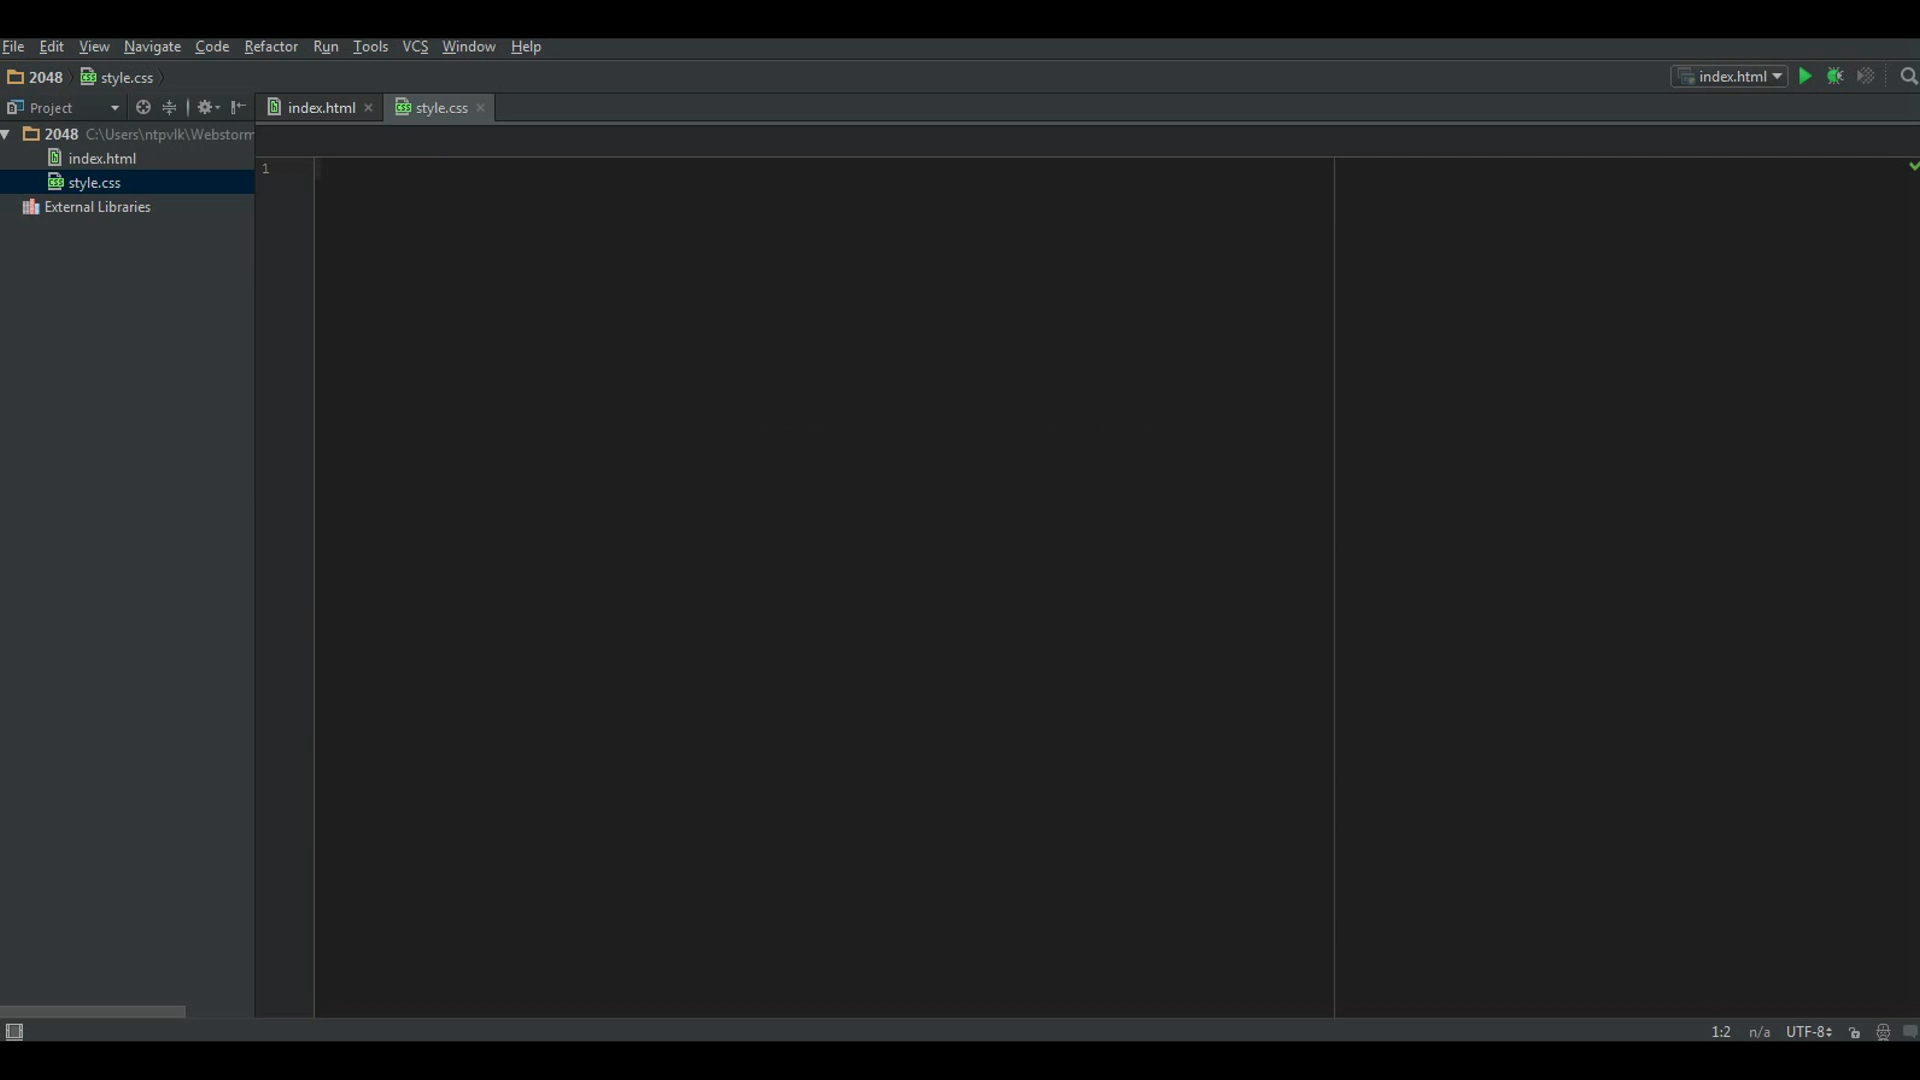 File Edit View Navigate Code Refactor Run Tools VCS Window Help
2048 style.css index.html
Project index.html style.css
2048 C:\Users\ntpvlk\Webstorm
index.html
style.css
External Libraries
1
1:2 n/a UTF-8